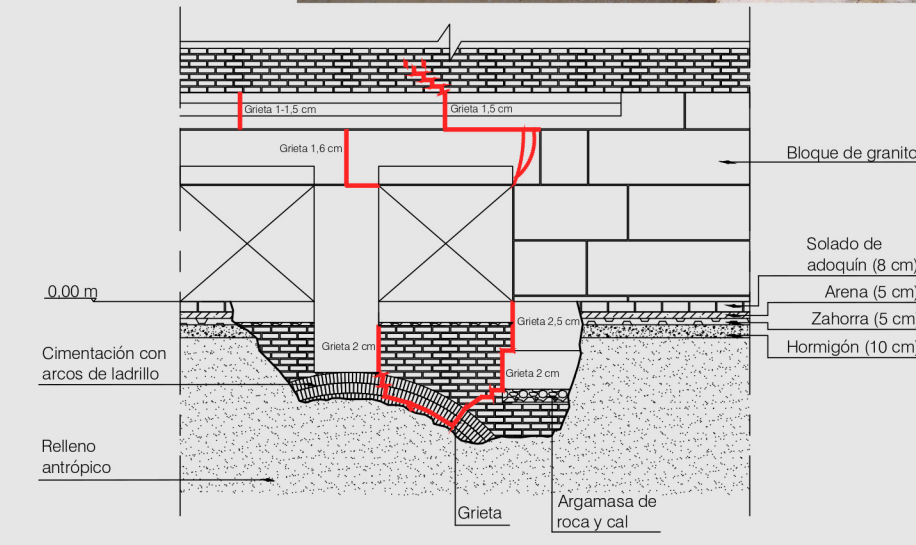 Grieta 1-1,5 cm
Grieta 1,5 cm
Grieta 1,6 cm
Bloque de granito
Solado de
adoquín (8 cm)
0,00 m
Arena (5 cm)
Grieta 2,5 cm
Zahorra (5 cm
Grieta 2 cm
Hormigón (10 cm)
Cimentación con
arcos de ladrillo
Grieta 2 cm
Relleno
antrópico
Grieta
Argamasa de
roca y cal